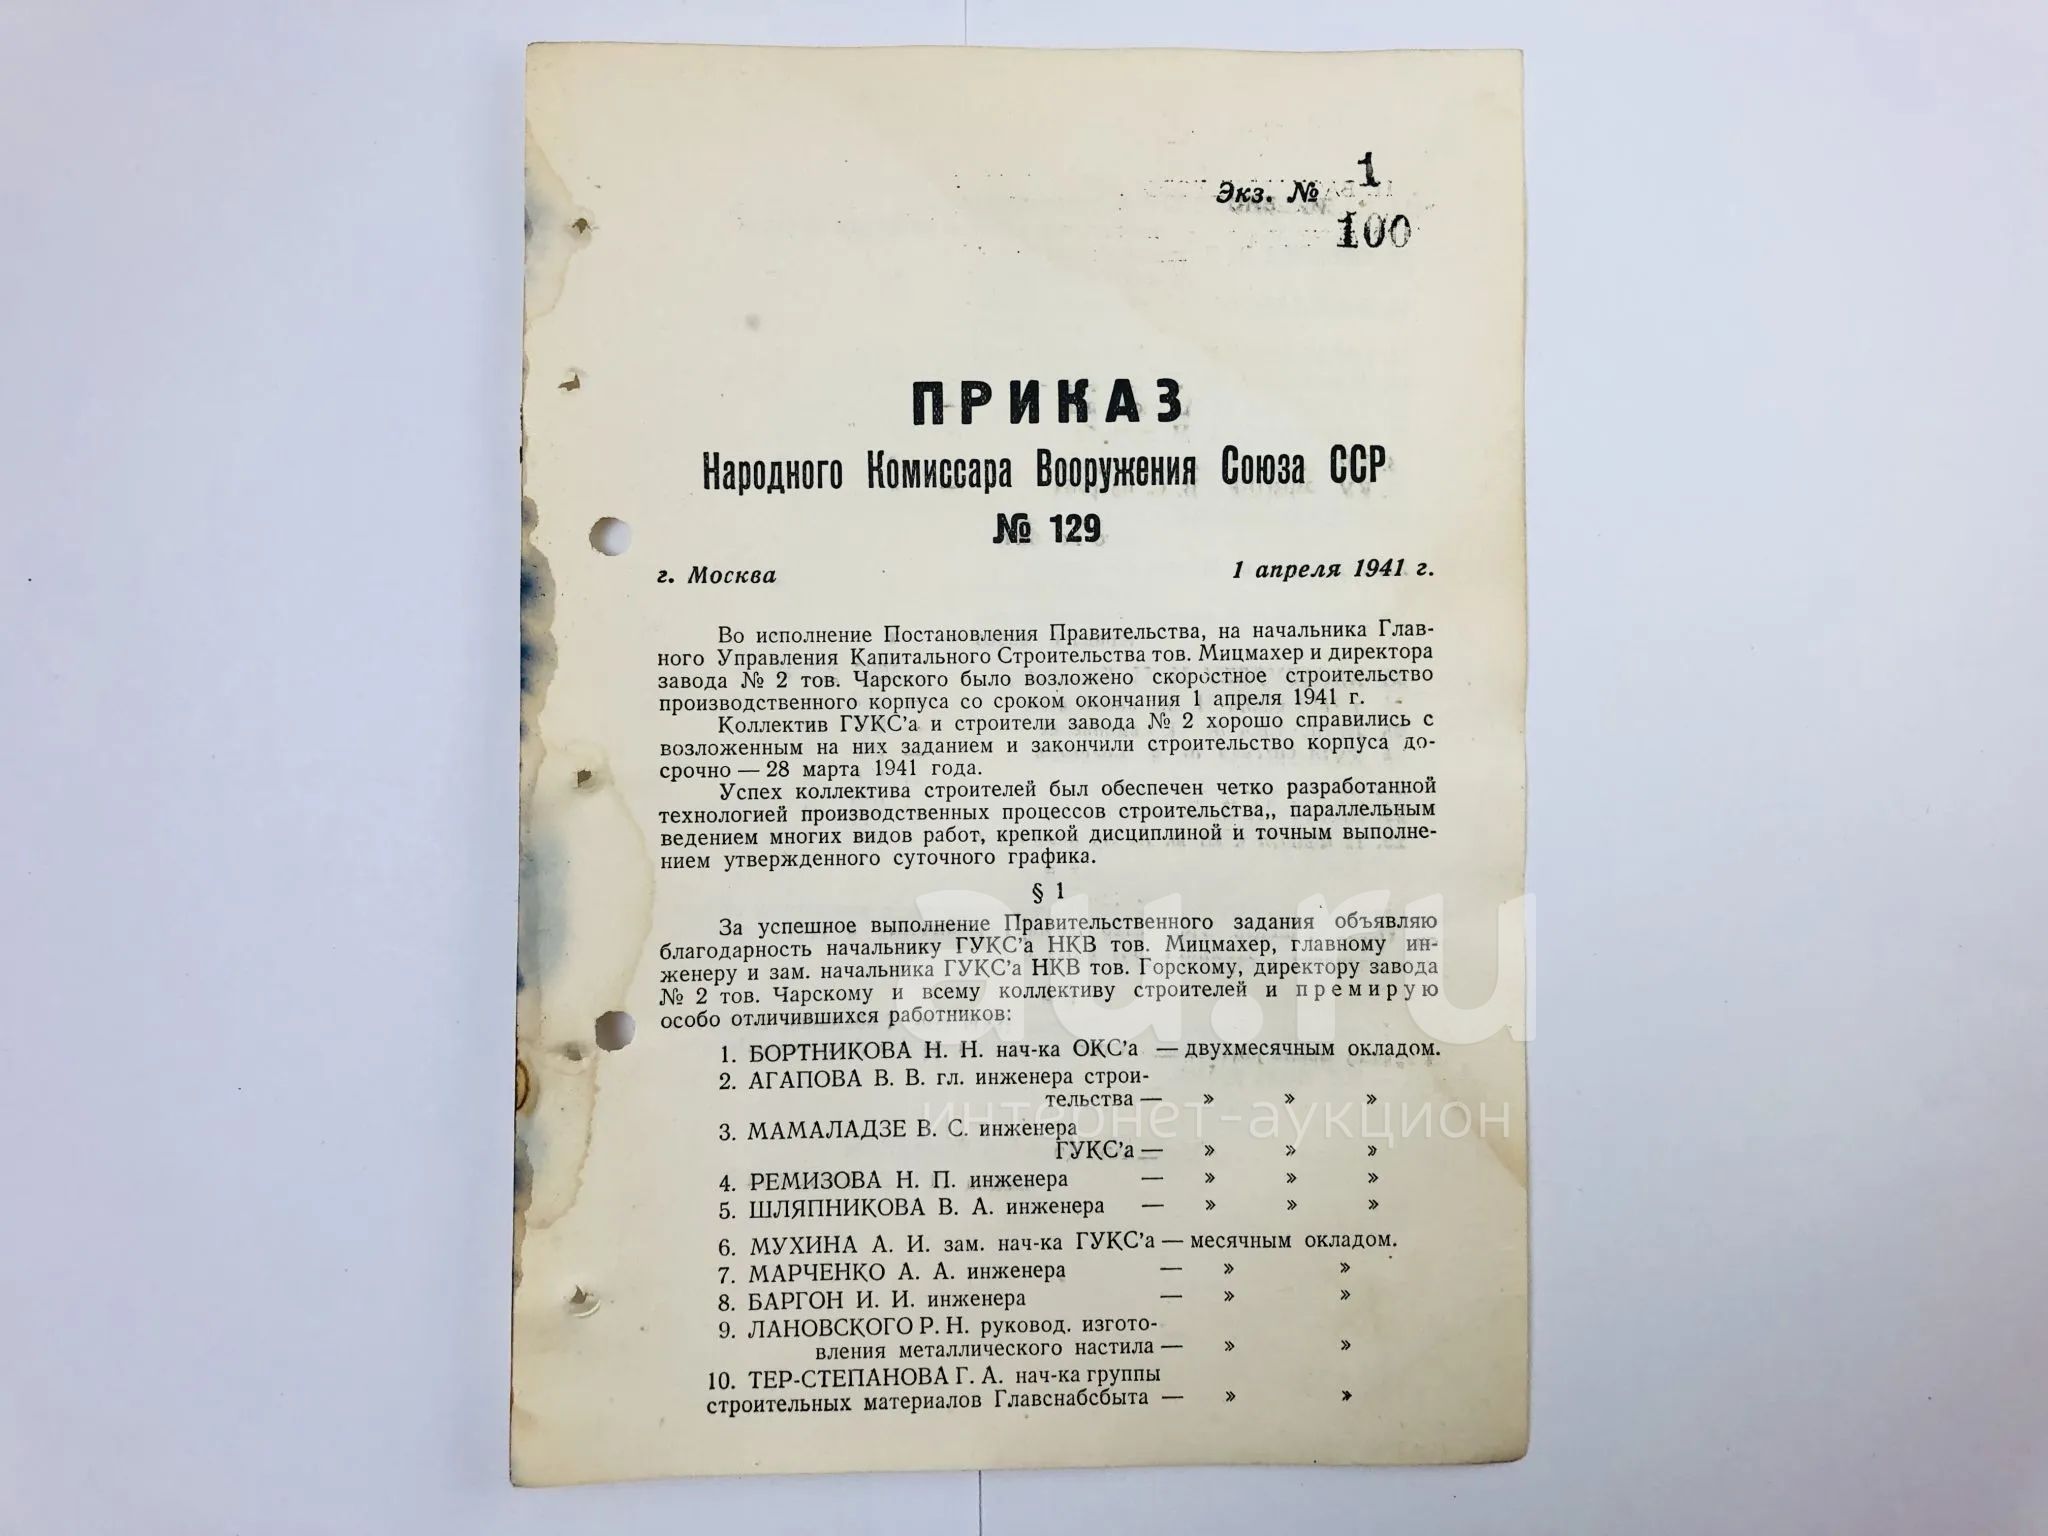 Экз. № 1
100
ПРИКАЗ
Народного Комиссара Вооружения Союза ССР
№ 129
г. Москва 1 апреля 1941 г.
Во исполнение Постановления Правительства, на начальника Глав-
ного Управления Капитального Строительства тов. Мицмахер и директора
завода № 2 тов. Чарского было возложено скоростное строительство
производственного корпуса со сроком окончания 1 апреля 1941 г.
Коллектив ГУКС'а и строители завода № 2 хорошо справились с
возложенным на них заданием и закончили строительство корпуса до-
срочно — 28 марта 1941 года.
Успех коллектива строителей был обеспечен четко разработанной
технологией производственных процессов строительства,, параллельным
ведением многих видов работ, крепкой дисциплиной и точным выполне-
нием утвержденного суточного графика.
§ 1
За успешное выполнение Правительственного задания объявляю
благодарность начальнику ГУКС'а НКВ тов. Мицмахер, главному ин-
женеру и зам. начальника ГУКС'а НКВ тов. Горскому, директору завода
№ 2 тов. Чарскому и всему коллективу строителей и премирую
особо отличившихся работников:
1. БОРТНИКОВА Н. Н. нач-ка ОКС'а — двухмесячным окладом.
2. АГАПОВА В. В. гл. инженера строи-
тельства — » » »
3. МАМАЛАДЗЕ В. С. инженера
ГУКС'а — » » »
4. РЕМИЗОВА Н. П. инженера — » » »
5. ШЛЯПНИКОВА В. А. инженера — » » »
6. МУХИНА А. И. зам. нач-ка ГУКС'а — месячным окладом.
7. МАРЧЕНКО А. А. инженера — » »
8. БАРГОН И. И. инженера — » »
9. ЛАНОВСКОГО Р. Н. руковод. изгото-
вления металлического настила — » »
10. ТЕР-СТЕПАНОВА Г. А. нач-ка группы
строительных материалов Главснабсбыта — » »
au.ru
интернет-аукцион